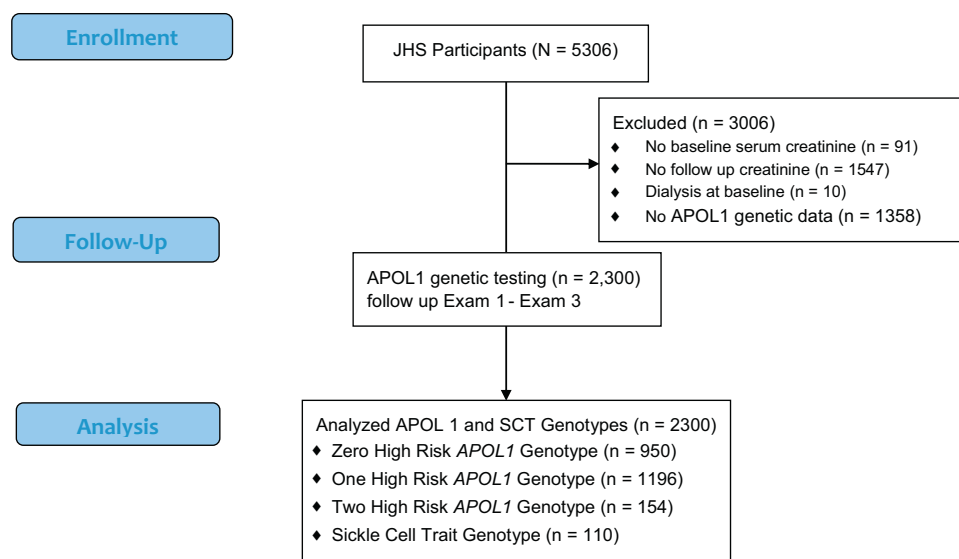 Enrollment
JHS Participants (N = 5306)
Excluded (n = 3006)
♦ No baseline serum creatinine (n = 91)
♦ No follow up creatinine (n = 1547)
♦ Dialysis at baseline (n = 10)
♦ No APOL1 genetic data (n = 1358)
Follow-Up
APOL1 genetic testing (n = 2,300)
follow up Exam 1 - Exam 3
Analysis
Analyzed APOL 1 and SCT Genotypes (n = 2300)
♦ Zero High Risk APOL1 Genotype (n = 950)
♦ One High Risk APOL1 Genotype (n = 1196)
♦ Two High Risk APOL1 Genotype (n = 154)
♦ Sickle Cell Trait Genotype (n = 110)